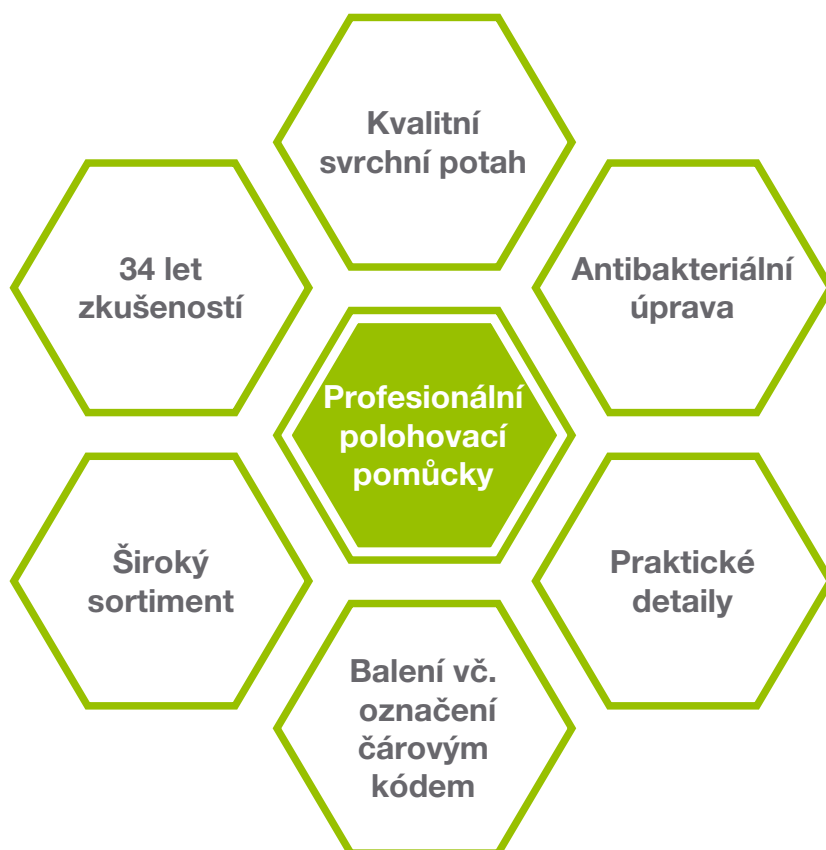 Kvalitní
svrchní potah
34 let
zkušeností
Antibakteriální
úprava
Profesionální
polohovací
pomůcky
Široký
sortiment
Praktické
detaily
Balení vč.
označení
čárovým
kódem